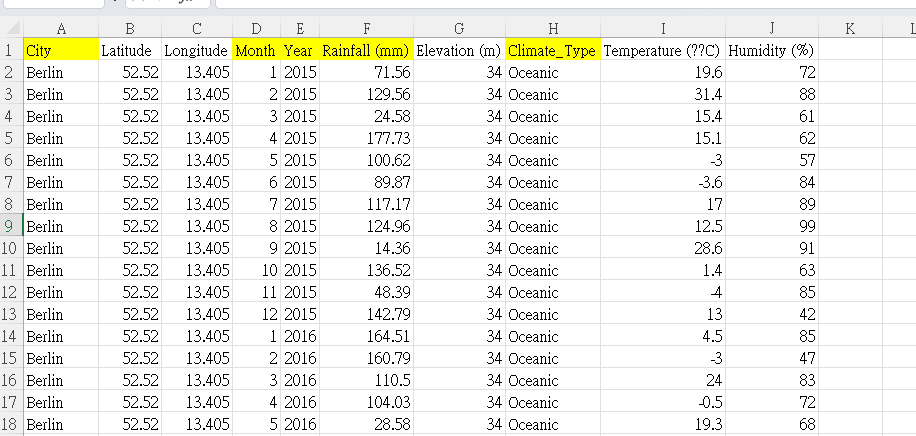 A B C D E F G H I J K L
1 City Latitude Longitude Month Year Rainfall (mm) Elevation (m) Climate_Type Temperature (??C) Humidity (%)
2 Berlin 52.52 13.405 1 2015 71.56 34 Oceanic 19.6 72
3 Berlin 52.52 13.405 2 2015 129.56 34 Oceanic 31.4 88
4 Berlin 52.52 13.405 3 2015 24.58 34 Oceanic 15.4 61
5 Berlin 52.52 13.405 4 2015 177.73 34 Oceanic 15.1 62
6 Berlin 52.52 13.405 5 2015 100.62 34 Oceanic -3 57
7 Berlin 52.52 13.405 6 2015 89.87 34 Oceanic -3.6 84
8 Berlin 52.52 13.405 7 2015 117.17 34 Oceanic 17 89
9 Berlin 52.52 13.405 8 2015 124.96 34 Oceanic 12.5 99
10 Berlin 52.52 13.405 9 2015 14.36 34 Oceanic 28.6 91
11 Berlin 52.52 13.405 10 2015 136.52 34 Oceanic 1.4 63
12 Berlin 52.52 13.405 11 2015 48.39 34 Oceanic -4 85
13 Berlin 52.52 13.405 12 2015 142.79 34 Oceanic 13 42
14 Berlin 52.52 13.405 1 2016 164.51 34 Oceanic 4.5 85
15 Berlin 52.52 13.405 2 2016 160.79 34 Oceanic -3 47
16 Berlin 52.52 13.405 3 2016 110.5 34 Oceanic 24 83
17 Berlin 52.52 13.405 4 2016 104.03 34 Oceanic -0.5 72
18 Berlin 52.52 13.405 5 2016 28.58 34 Oceanic 19.3 68